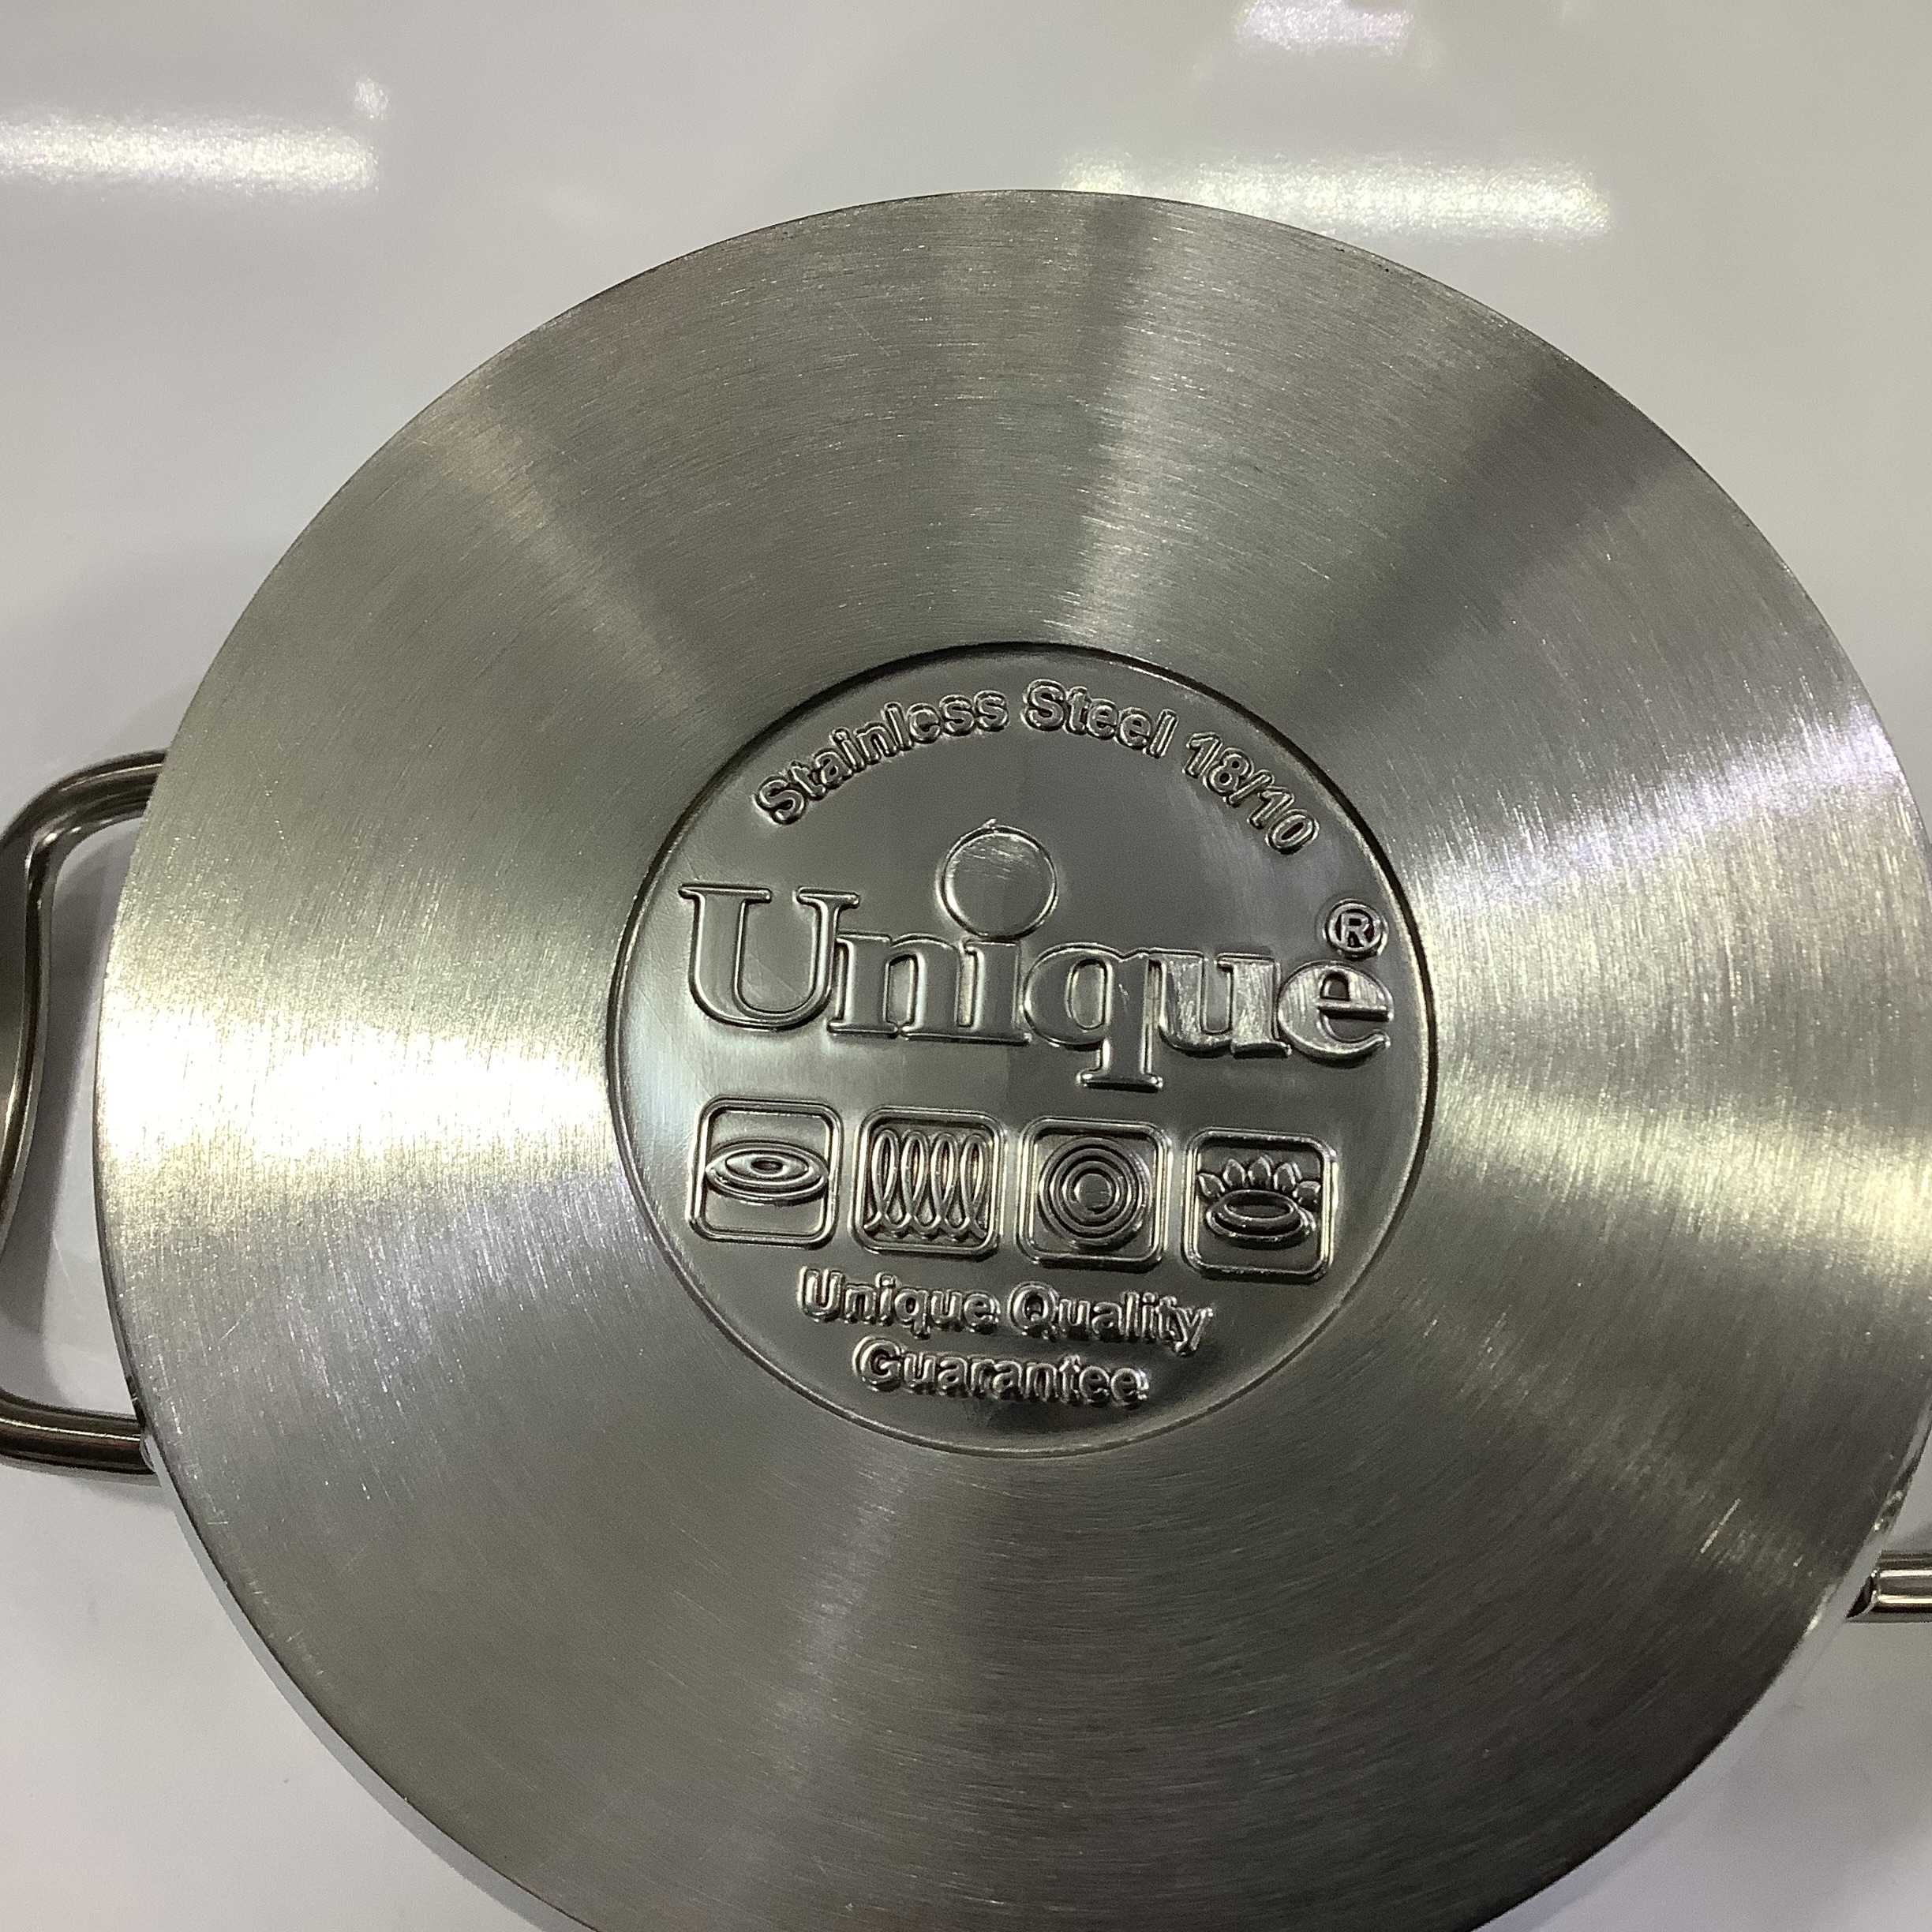 Stainless Steel 18/10
Unique®
Unique Quality
Guarantee